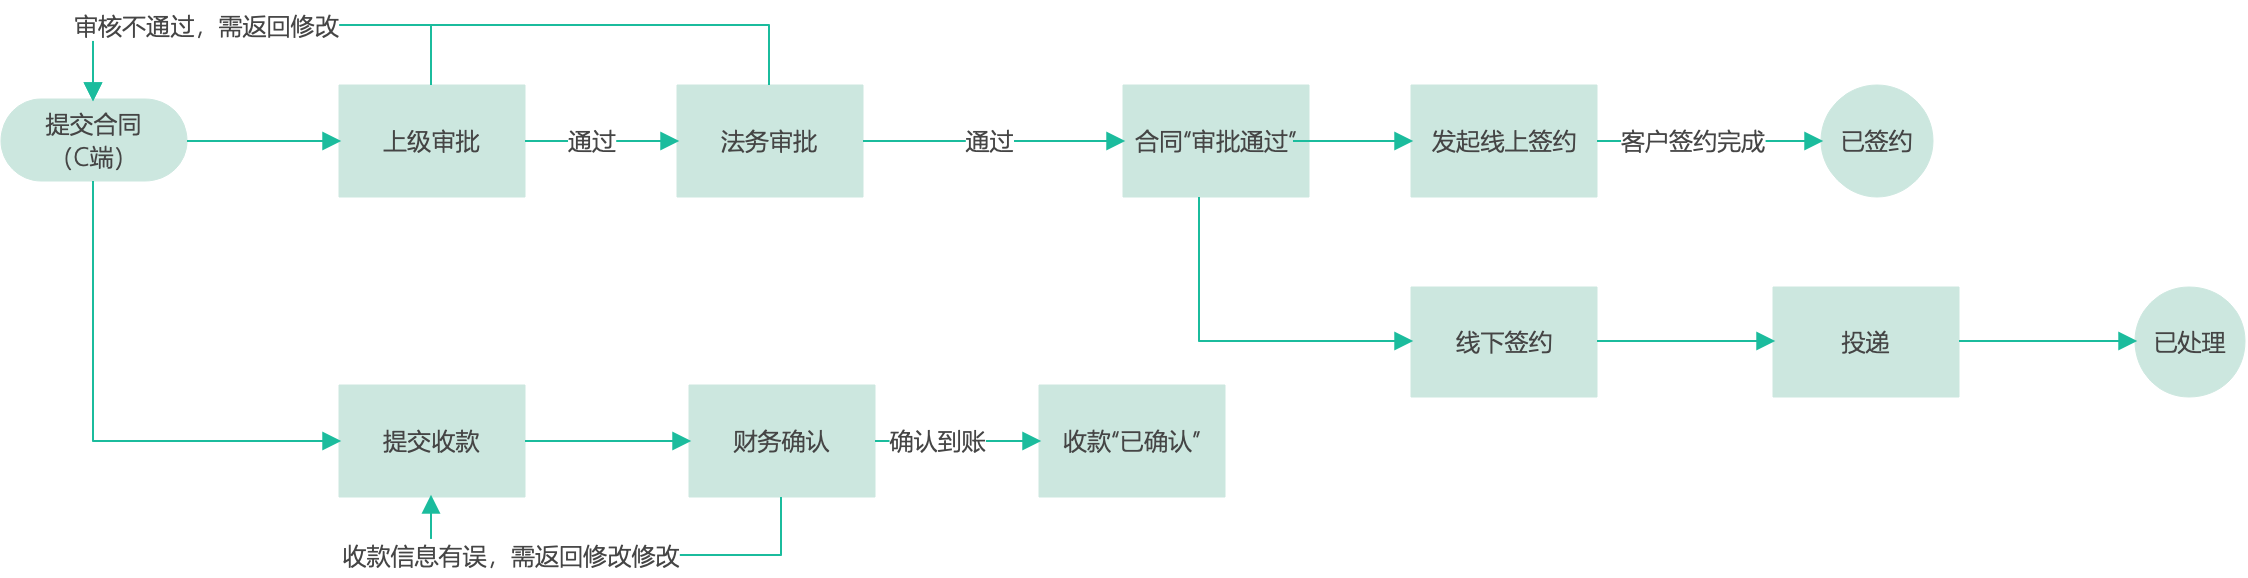 审核不通过，需返回修改
提交合同
（C端）
上级审批
通过
法务审批
通过
合同“审批通过”
发起线上签约
客户签约完成
已签约
线下签约
投递
已处理
提交收款
财务确认
确认到账
收款“已确认”
收款信息有误，需返回修改修改